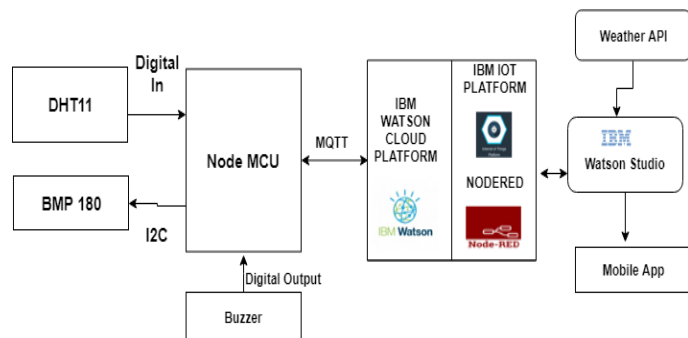 Weather API
Digital
In
DHT11
Node MCU
BMP 180
I2C
Digital Output
Buzzer
MQTT
IBM
WATSON
CLOUD
PLATFORM
IBM Watson
IBM IOT
PLATFORM
NODERED
Node-RED
IBM
Watson Studio
Mobile App